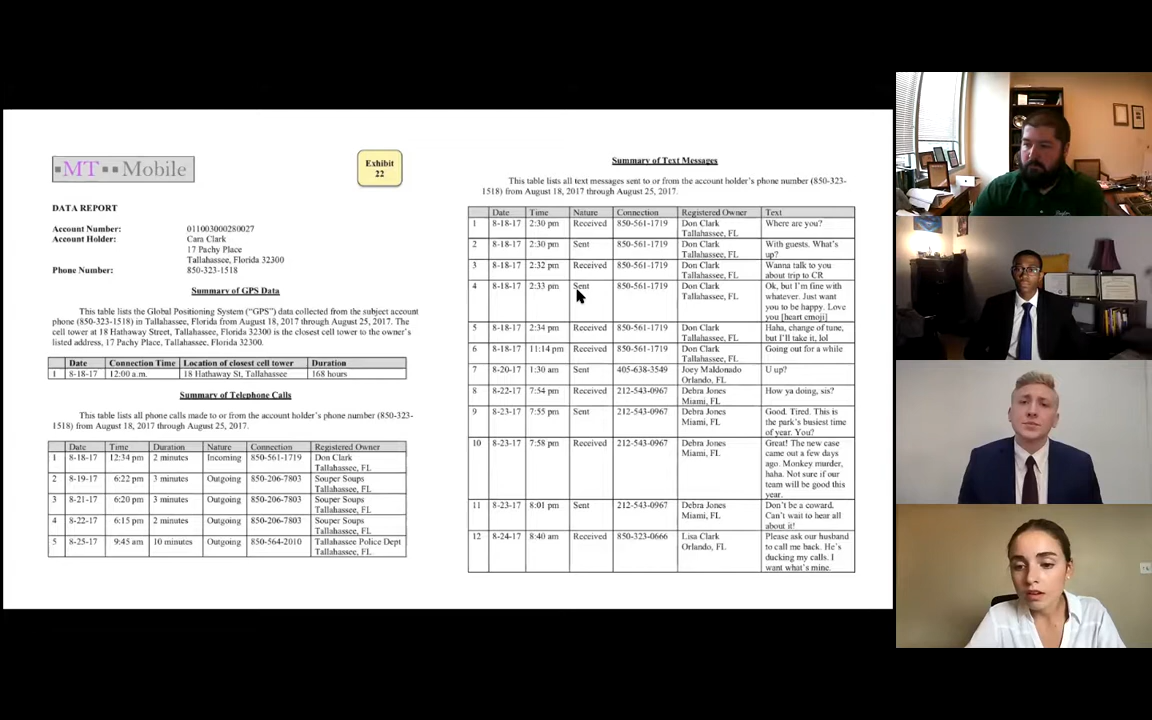 MT Mobile
Exhibit
22
DATA REPORT
Account Number: 011003000280027
Account Holder: Cara Clark
17 Pachy Place
Tallahassee, Florida 32300
Phone Number: 850-323-1518
Summary of GPS Data
This table lists the Global Positioning System ("GPS") data collected from the subject account
phone (850-323-1518) in Tallahassee, Florida from August 18, 2017 through August 25, 2017. The
cell tower at 18 Hathaway Street, Tallahassee, Florida 32300 is the closest cell tower to the owner's
listed address, 17 Pachy Place, Tallahassee, Florida 32300.
Date Connection Time Location of closest cell tower Duration
1 8-18-17 12:00 a.m. 18 Hathaway St, Tallahassee 168 hours
Summary of Telephone Calls
This table lists all phone calls made to or from the account holder's phone number (850-323-
1518) from August 18, 2017 through August 25, 2017.
Date Time Duration Nature Connection Registered Owner
1 8-18-17 12:34 pm 2 minutes Incoming 850-561-1719 Don Clark
Tallahassee, FL
2 8-19-17 6:22 pm 3 minutes Outgoing 850-206-7803 Souper Soups
Tallahassee, FL
3 8-21-17 6:20 pm 3 minutes Outgoing 850-206-7803 Souper Soups
Tallahassee, FL
4 8-22-17 6:15 pm 2 minutes Outgoing 850-206-7803 Souper Soups
Tallahassee, FL
5 8-25-17 9:45 am 10 minutes Outgoing 850-564-2010 Tallahassee Police Dept
Tallahassee, FL
Summary of Text Messages
This table lists all text messages sent to or from the account holder's phone number (850-323-
1518) from August 18, 2017 through August 25, 2017.
Date Time Nature Connection Registered Owner Text
1 8-18-17 2:30 pm Received 850-561-1719 Don Clark Where are you?
Tallahassee, FL
2 8-18-17 2:30 pm Sent 850-561-1719 Don Clark With guests. What's
Tallahassee, FL up?
3 8-18-17 2:32 pm Received 850-561-1719 Don Clark Wanna talk to you
Tallahassee, FL about trip to CR
4 8-18-17 2:33 pm Sent 850-561-1719 Don Clark Ok, but I'm fine with
Tallahassee, FL whatever. Just want
you to be happy. Love
you [heart emoji]
5 8-18-17 2:34 pm Received 850-561-1719 Don Clark Haha, change of tune,
Tallahassee, FL but I'll take it, lol
6 8-18-17 11:14 pm Received 850-561-1719 Don Clark Going out for a while
Tallahassee, FL
7 8-20-17 1:30 am Sent 405-638-3549 Joey Maldonado U up?
Orlando, FL
8 8-22-17 7:54 pm Received 212-543-0967 Debra Jones How ya doing, sis?
Miami, FL
9 8-23-17 7:55 pm Sent 212-543-0967 Debra Jones Good. Tired. This is
Miami, FL the park's busiest time
of year. You?
10 8-23-17 7:58 pm Received 212-543-0967 Debra Jones Great! The new case
Miami, FL came out a few days
ago. Monkey murder,
haha. Not sure if our
team will be good this
year.
11 8-23-17 8:01 pm Sent 212-543-0967 Debra Jones Don't be a coward.
Miami, FL Can't wait to hear all
about it!
12 8-24-17 8:40 am Received 850-323-0666 Lisa Clark Please ask our husband
Orlando, FL to call me back. He's
ducking my calls. I
want what's mine.